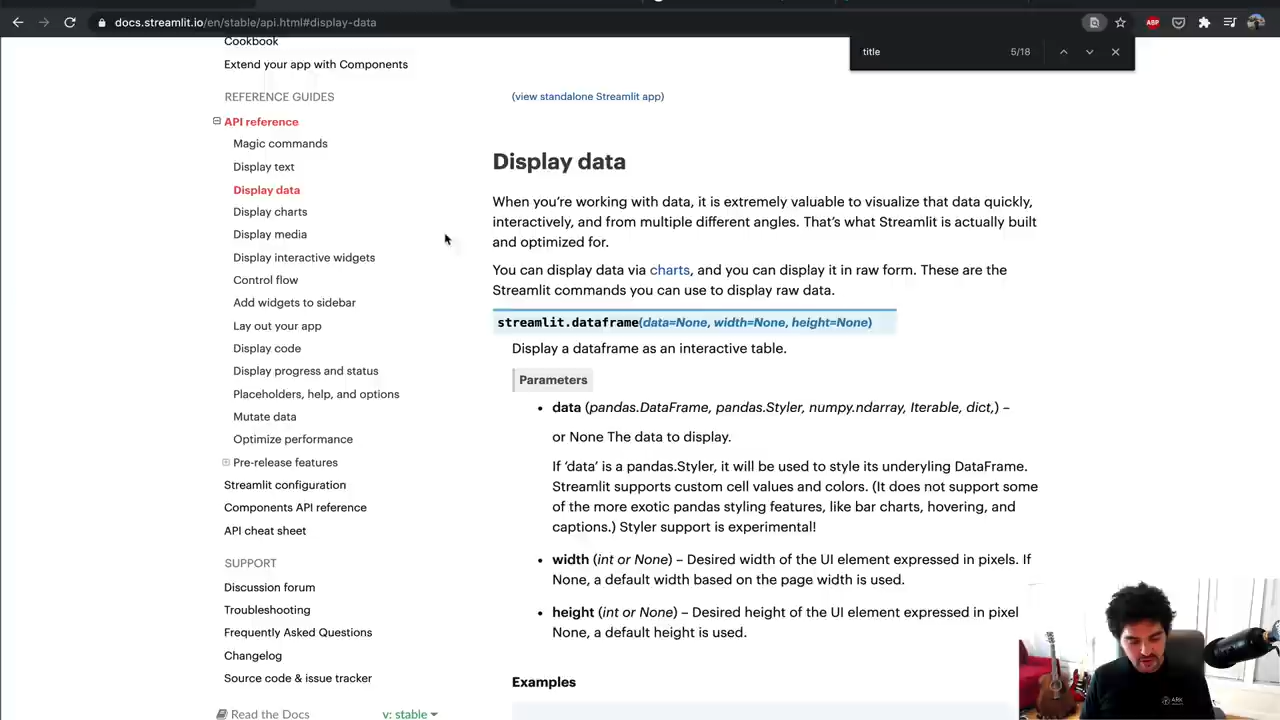 docs.streamlit.io/en/stable/api.html#display-data
ABP
title
5/18
Cookbook
Extend your app with Components
REFERENCE GUIDES
API reference
Magic commands
Display text
Display data
Display charts
Display media
Display interactive widgets
Control flow
Add widgets to sidebar
Lay out your app
Display code
Display progress and status
Placeholders, help, and options
Mutate data
Optimize performance
Pre-release features
Streamlit configuration
Components API reference
API cheat sheet
SUPPORT
Discussion forum
Troubleshooting
Frequently Asked Questions
Changelog
Source code & issue tracker
Read the Docs
v: stable
(view standalone Streamlit app)
Display data
When you’re working with data, it is extremely valuable to visualize that data quickly,
interactively, and from multiple different angles. That’s what Streamlit is actually built
and optimized for.
You can display data via charts, and you can display it in raw form. These are the
Streamlit commands you can use to display raw data.
streamlit.dataframe(data=None, width=None, height=None)
Display a dataframe as an interactive table.
Parameters
• data (pandas.DataFrame, pandas.Styler, numpy.ndarray, Iterable, dict,) –
or None The data to display.
If ‘data’ is a pandas.Styler, it will be used to style its underyling DataFrame.
Streamlit supports custom cell values and colors. (It does not support some
of the more exotic pandas styling features, like bar charts, hovering, and
captions.) Styler support is experimental!
• width (int or None) – Desired width of the UI element expressed in pixels. If
None, a default width based on the page width is used.
• height (int or None) – Desired height of the UI element expressed in pixel
None, a default height is used.
Examples